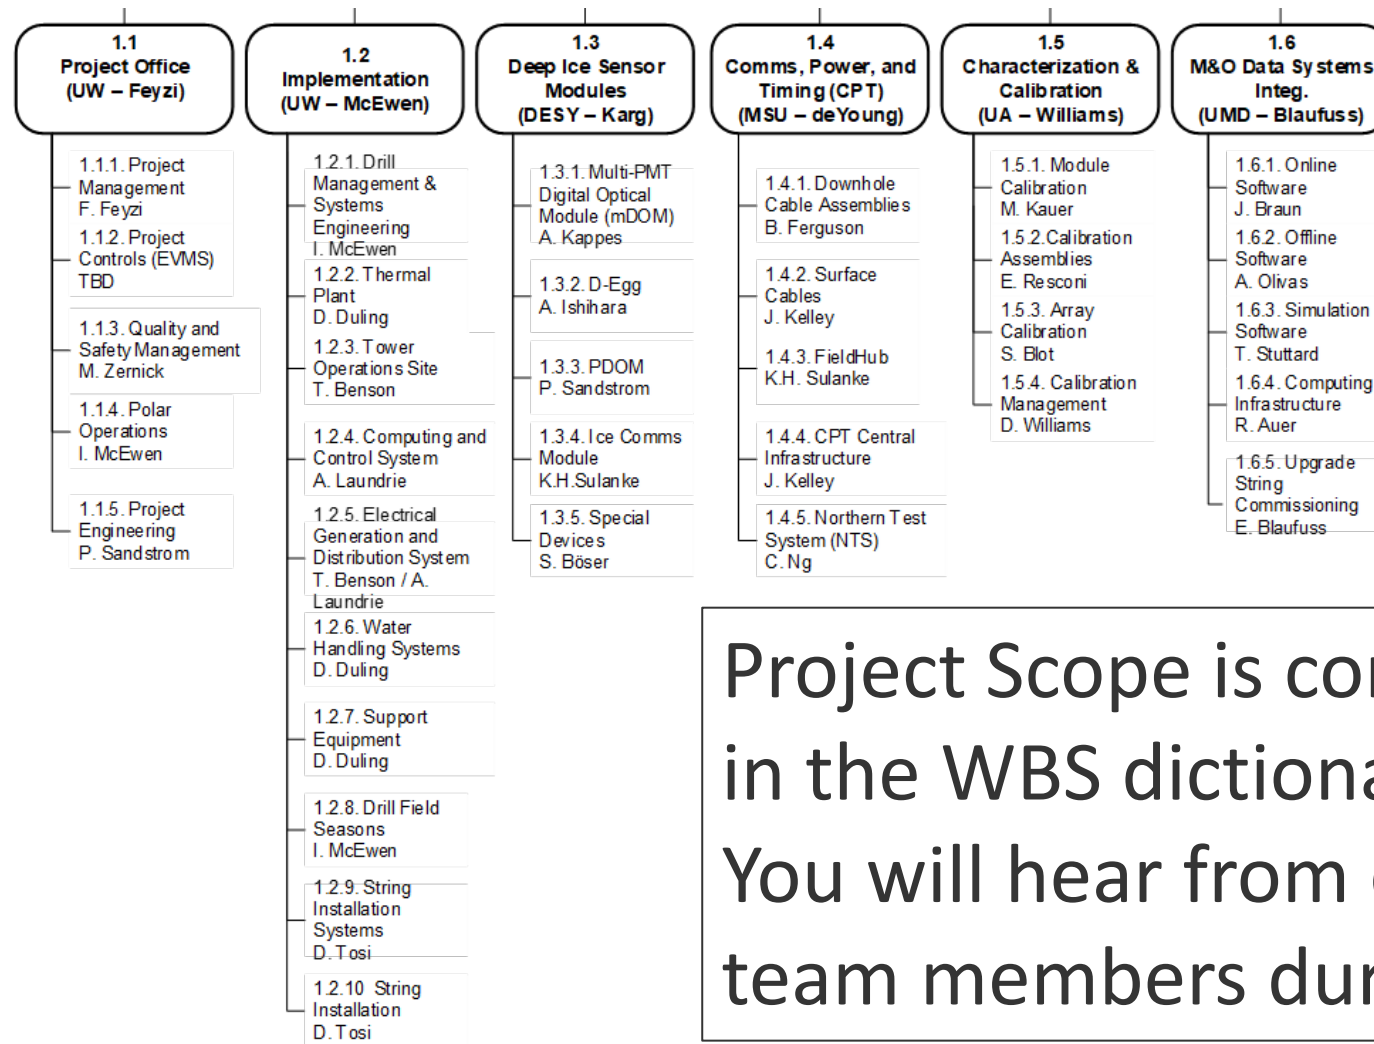 1.1
Project Office
(UW – Feyzi)
1.1.1. Project
Management
F. Feyzi
1.1.2. Project
Controls (EVMS)
TBD
1.1.3. Quality and
Safety Management
M. Zernick
1.1.4. Polar
Operations
I. McEwen
1.1.5. Project
Engineering
P. Sandstrom
1.2
Implementation
(UW – McEwen)
1.2.1. Drill
Management &
Systems
Engineering
I. McEwen
1.2.2. Thermal
Plant
D. Duling
1.2.3. Tower
Operations Site
T. Benson
1.2.4. Computing and
Control System
A. Laundrie
1.2.5. Electrical
Generation and
Distribution System
T. Benson / A.
Laundrie
1.2.6. Water
Handling Systems
D. Duling
1.2.7. Support
Equipment
D. Duling
1.2.8. Drill Field
Seasons
I. McEwen
1.2.9. String
Installation
Systems
D. Tosi
1.2.10 String
Installation
D. Tosi
1.3
Deep Ice Sensor
Modules
(DESY – Karg)
1.3.1. Multi-PMT
Digital Optical
Module (mDOM)
A. Kappes
1.3.2. D-Egg
A. Ishihara
1.3.3. PDOM
P. Sandstrom
1.3.4. Ice Comms
Module
K.H.Sulanke
1.3.5. Special
Devices
S. Böser
1.4
Comms, Power, and
Timing (CPT)
(MSU – deYoung)
1.4.1. Downhole
Cable Assemblies
B. Ferguson
1.4.2. Surface
Cables
J. Kelley
1.4.3. FieldHub
K.H. Sulanke
1.4.4. CPT Central
Infrastructure
J. Kelley
1.4.5. Northern Test
System (NTS)
C. Ng
1.5
Characterization &
Calibration
(UA – Williams)
1.5.1. Module
Calibration
M. Kauer
1.5.2.Calibration
Assemblies
E. Resconi
1.5.3. Array
Calibration
S. Blot
1.5.4. Calibration
Management
D. Williams
1.6
M&O Data Systems
Integ.
(UMD – Blaufuss)
1.6.1. Online
Software
J. Braun
1.6.2. Offline
Software
A. Olivas
1.6.3. Simulation
Software
T. Stuttard
1.6.4. Computing
Infrastructure
R. Auer
1.6.5. Upgrade
String
Commissioning
E. Blaufuss
Project Scope is
in the WBS
You will hear from
team members